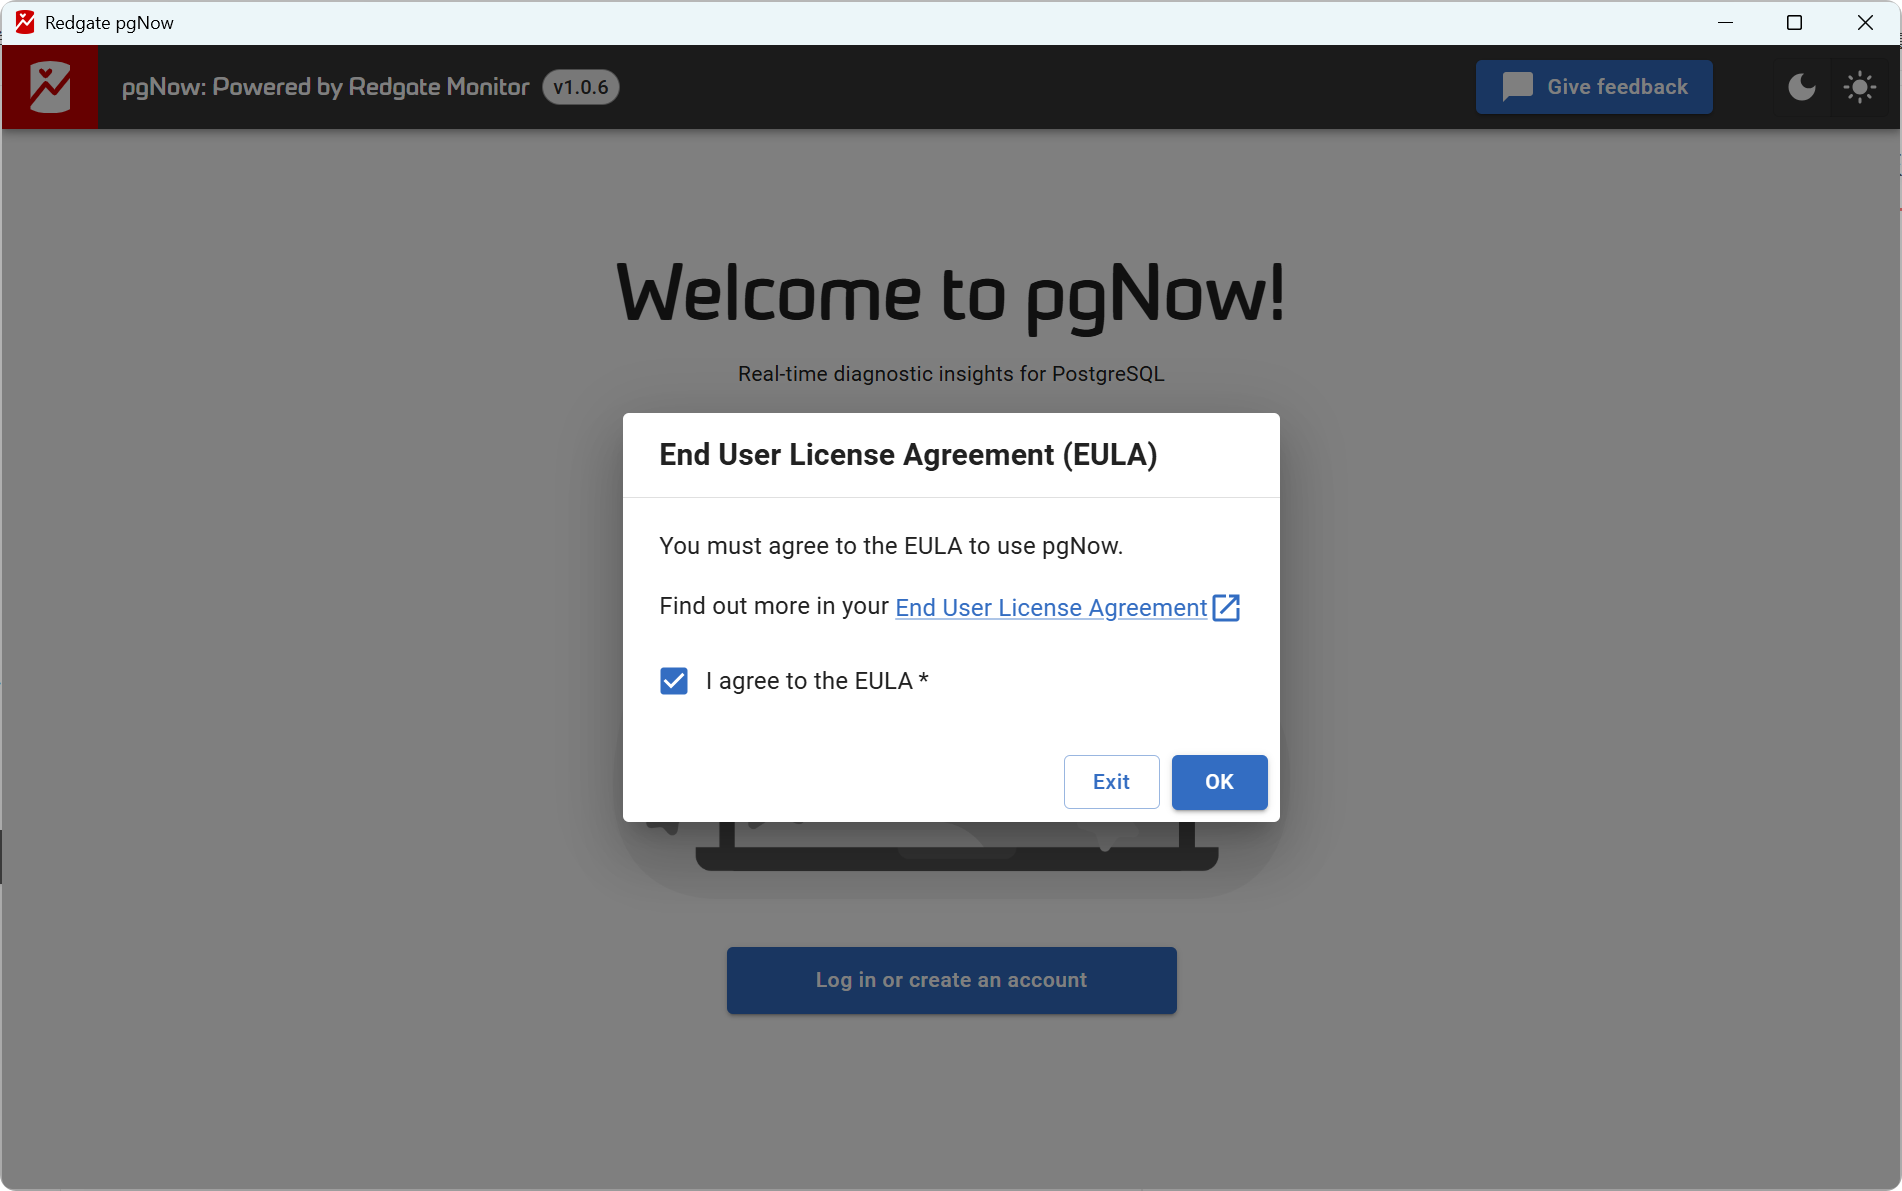 Redgate pgNow
pgNow: Powered by Redgate Monitor v1.0.6
Give feedback
Welcome to pgNow!
Real-time diagnostic insights for PostgreSQL
End User License Agreement (EULA)
You must agree to the EULA to use pgNow.
Find out more in your End User License Agreement
I agree to the EULA *
Exit
OK
Log in or create an account